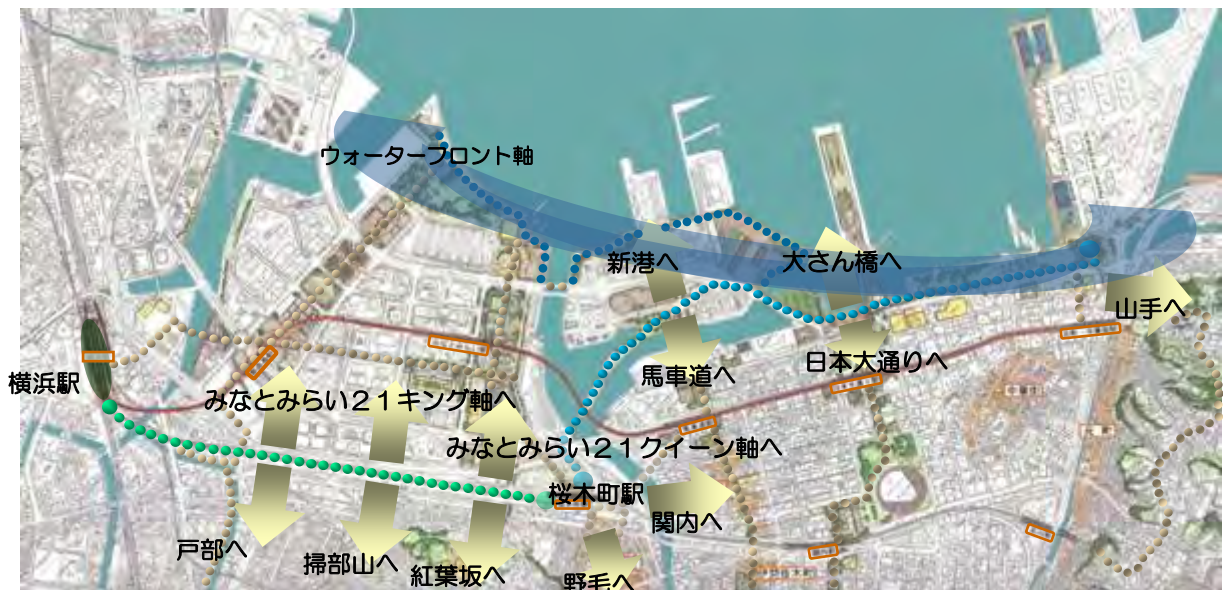 ウォーターフロント軸
新港へ
大さん橋へ
山手へ
馬車道へ
日本大通りへ
横浜駅
みなとみらい２１キング軸へ
みなとみらい２１クイーン軸へ
桜木町駅
関内へ
戸部へ
掃部山へ
紅葉坂へ
野毛へ